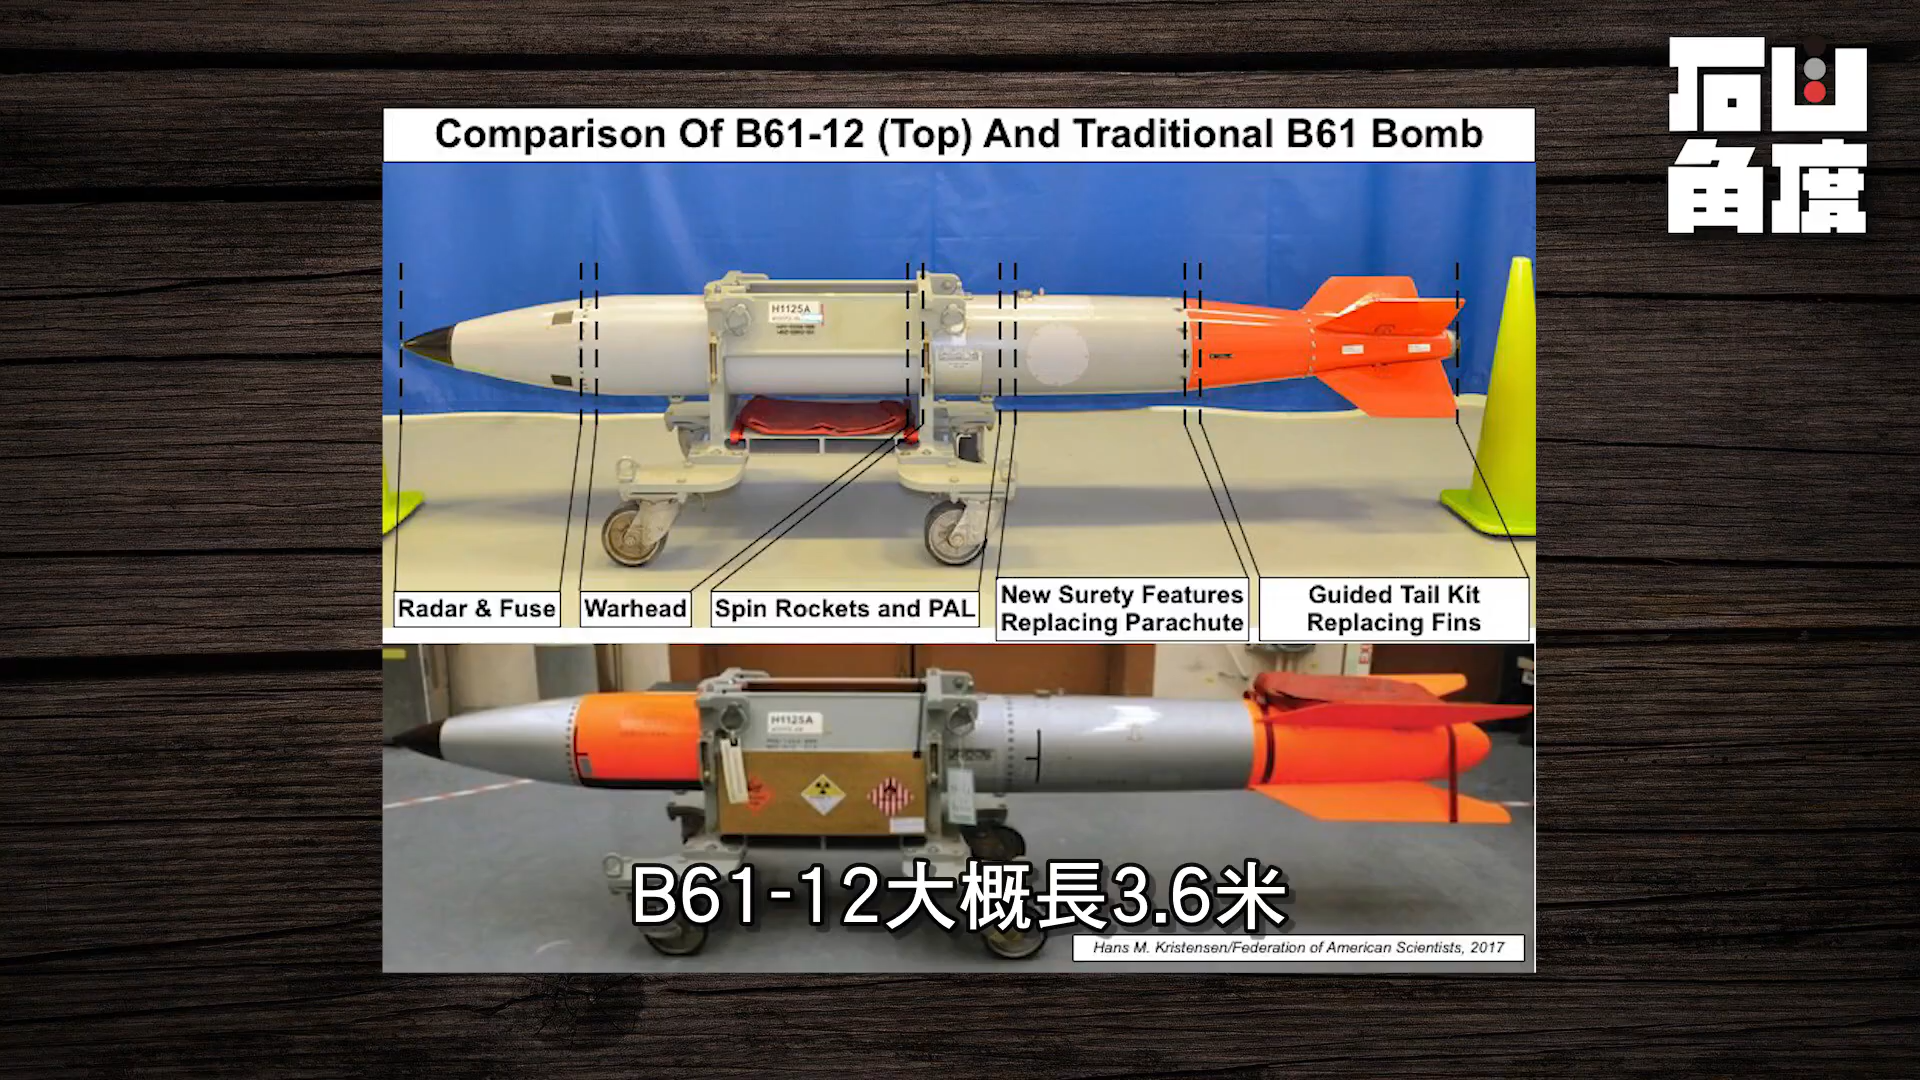 石山
角度
Comparison Of B61-12 (Top) And Traditional B61 Bomb
H1125A
Radar & Fuse
Warhead
Spin Rockets and PAL
New Surety Features
Replacing Parachute
Guided Tail Kit
Replacing Fins
H1125A
B61-12大概長3.6米
Hans M. Kristensen/Federation of American Scientists, 2017